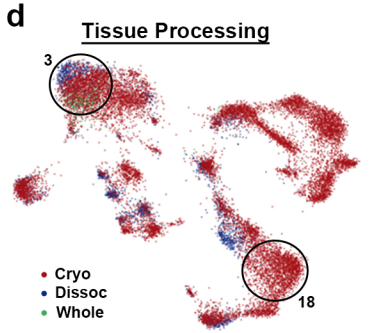 d
Tissue Processing
3
Cryo
Dissoc
Whole
18